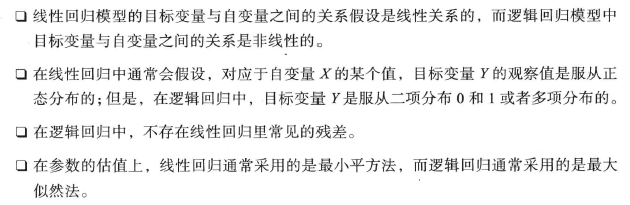 ❏ 线性回归模型的目标变量与自变量之间的关系假设是线性关系的，而逻辑回归模型中
目标变量与自变量之间的关系是非线性的。
❏ 在线性回归中通常会假设，对应于自变量 X 的某个值，目标变量 Y 的观察值是服从正
态分布的；但是，在逻辑回归中，目标变量 Y 是服从二项分布 0 和 1 或者多项分布的。
❏ 在逻辑回归中，不存在线性回归里常见的残差。
❏ 在参数的估值上，线性回归通常采用的是最小平方法，而逻辑回归通常采用的是最大
似然法。